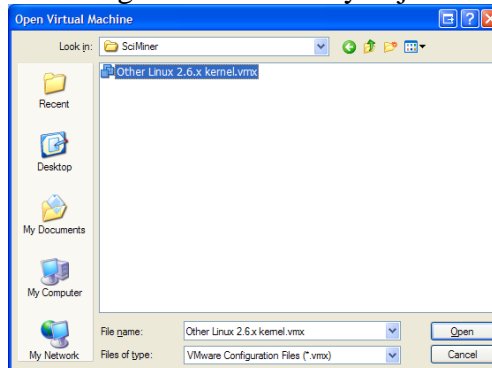 Open Virtual Machine
Look in: SciMiner
Other Linux 2.6.x kernel.vmx
Recent
Desktop
My Documents
My Computer
My Network
File name: Other Linux 2.6.x kernel.vmx Open
Files of type: VMware Configuration Files (*.vmx) Cancel